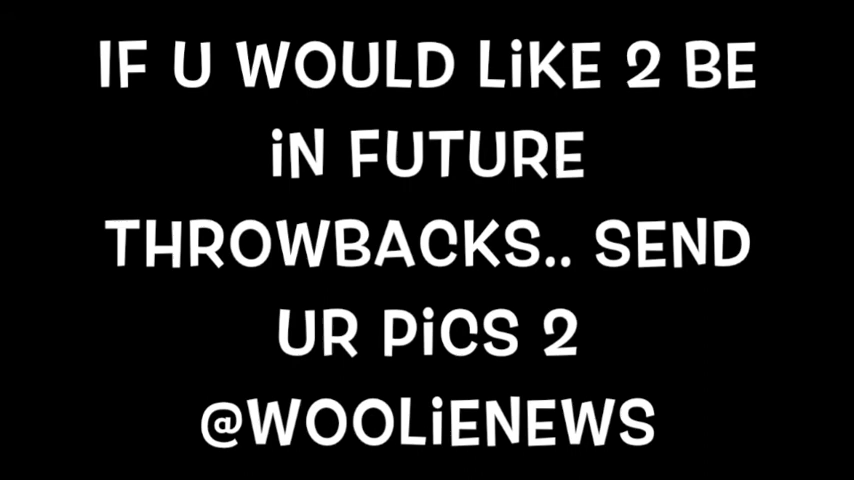 IF U WOULD LiKE 2 BE
iN FUTURE
THROWBACKS.. SEND
UR PiCS 2
@WOOLiENEWS